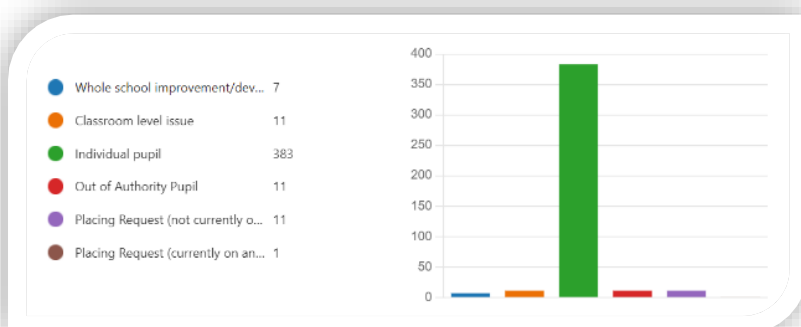 Whole school improvement/dev... 7
Classroom level issue 11
Individual pupil 383
Out of Authority Pupil 11
Placing Request (not currently o... 11
Placing Request (currently on an... 1
400
350
300
250
200
150
100
50
0